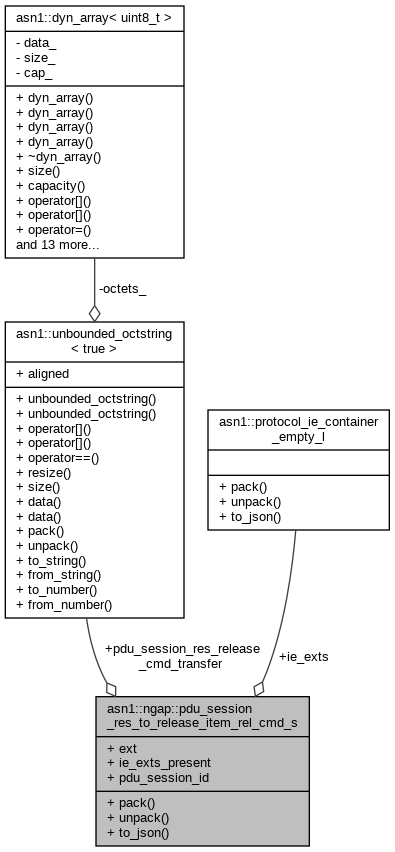 asn1::dyn_array< uint8_t >
- data_
- size_
- cap_
+ dyn_array()
+ dyn_array()
+ dyn_array()
+ dyn_array()
+ ~dyn_array()
+ size()
+ capacity()
+ operator[]()
+ operator[]()
+ operator=()
and 13 more...
-octets_
asn1::unbounded_octstring
< true >
+ aligned
+ unbounded_octstring()
+ unbounded_octstring()
+ operator[]()
+ operator[]()
+ operator==()
+ resize()
+ size()
+ data()
+ data()
+ pack()
+ unpack()
+ to_string()
+ from_string()
+ to_number()
+ from_number()
asn1::protocol_ie_container
_empty_l
+ pack()
+ unpack()
+ to_json()
+pdu_session_res_release
_cmd_transfer
+ie_exts
asn1::ngap::pdu_session
_res_to_release_item_rel_cmd_s
+ ext
+ ie_exts_present
+ pdu_session_id
+ pack()
+ unpack()
+ to_json()